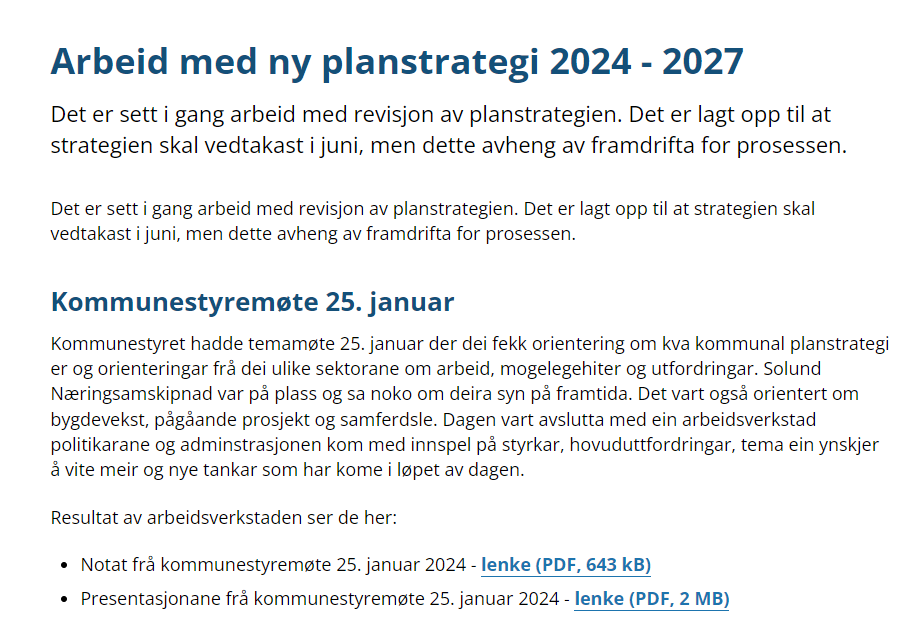 Arbeid med ny planstrategi 2024 - 2027
Det er sett i gang arbeid med revisjon av planstrategien. Det er lagt opp til at
strategien skal vedtakast i juni, men dette avheng av framdrifta for prosessen.
Det er sett i gang arbeid med revisjon av planstrategien. Det er lagt opp til at strategien skal
vedtakast i juni, men dette avheng av framdrifta for prosessen.
Kommunestyremøte 25. januar
Kommunestyret hadde temamøte 25. januar der dei fekk orientering om kva kommunal planstrategi
er og orienteringar frå dei ulike sektorane om arbeid, mogelegehiter og utfordringar. Solund
Næringsamskipnad var på plass og sa noko om deira syn på framtida. Det vart også orientert om
bygdevekst, pågåande prosjekt og samferdsle. Dagen vart avslutta med ein arbeidsverkstad
politikarane og adminstrasjonen kom med innspel på styrkar, hovuduttfordringar, tema ein ynskjer
å vite meir og nye tankar som har kome i løpet av dagen.
Resultat av arbeidsverkstaden ser de her:
• Notat frå kommunestyremøte 25. januar 2024 - lenke (PDF, 643 kB)
• Presentasjonane frå kommunestyremøte 25. januar 2024 - lenke (PDF, 2 MB)